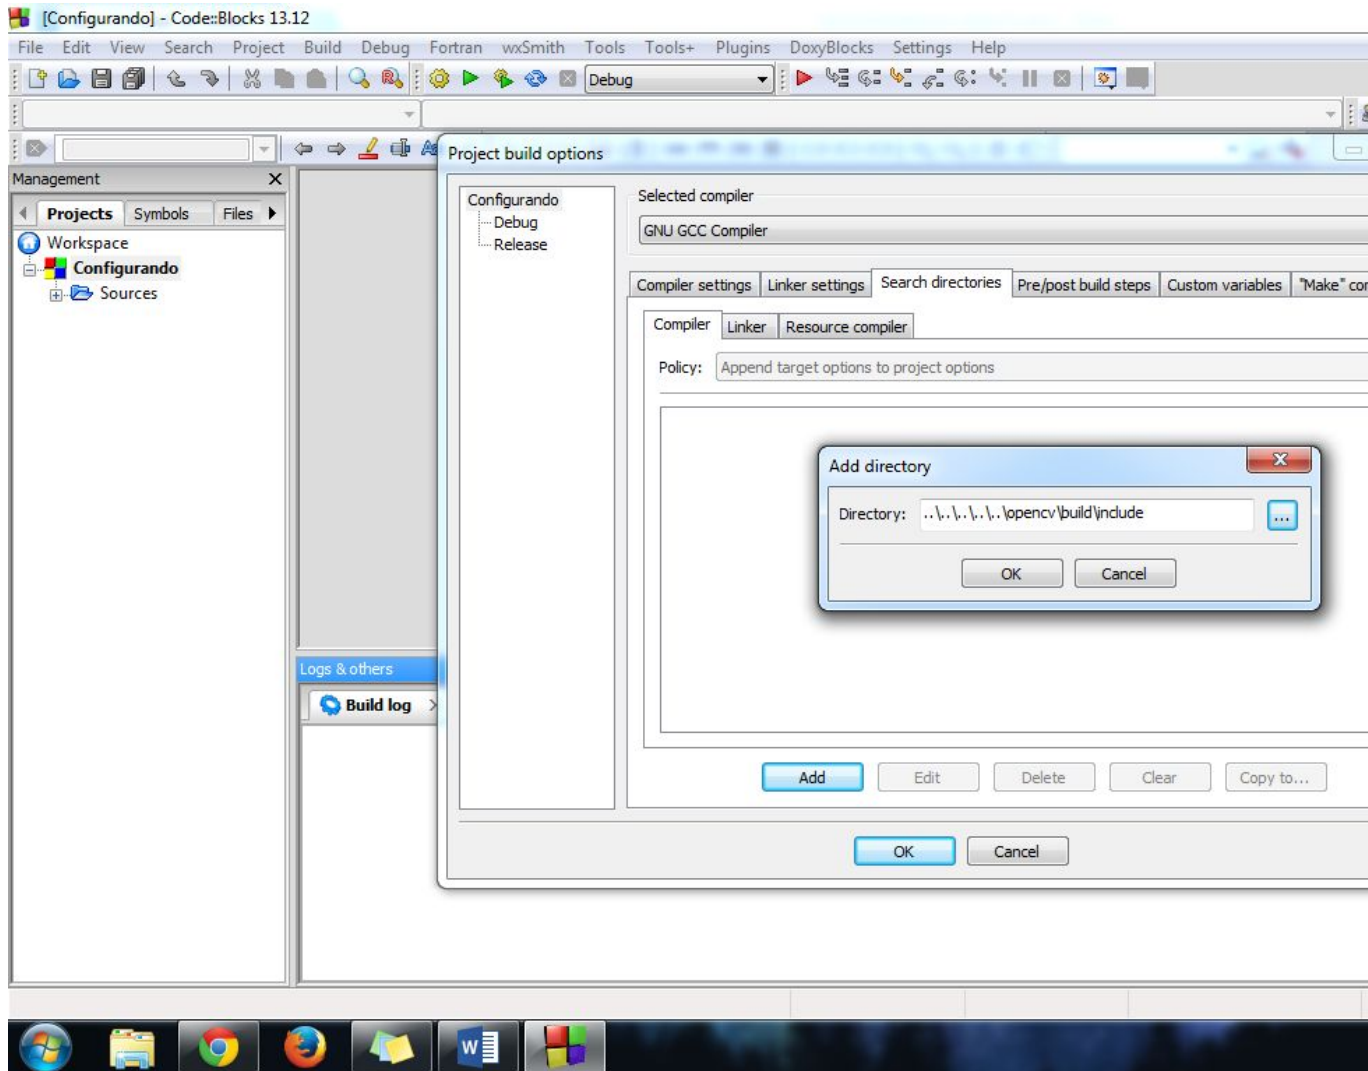 [Configurando] - Code::Blocks 13.12
File Edit View Search Project Build Debug Fortran wxSmith Tools Tools+ Plugins DoxyBlocks Settings Help
Debug
Project build options
Management
Projects Symbols Files
Workspace
Configurando
Sources
Configurando
Debug
Release
Selected compiler
GNU GCC Compiler
Compiler settings Linker settings Search directories Pre/post build steps Custom variables "Make" com
Compiler Linker Resource compiler
Policy: Append target options to project options
Add directory
Directory: ..\..\..\..\..\opencv\build\include
...
OK Cancel
Add Edit Delete Clear Copy to...
OK Cancel
Logs & others
Build log
W